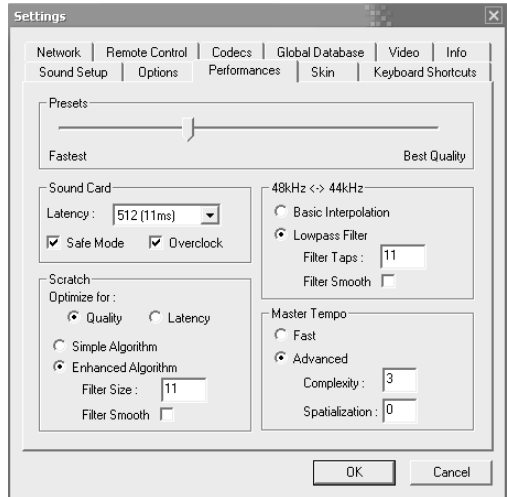 Settings
Network Remote Control Codecs Global Database Video Info
Sound Setup Options Performances Skin Keyboard Shortcuts
Presets
Fastest Best Quality
Sound Card
Latency : 512 (11ms)
Safe Mode Overclock
48kHz <-> 44kHz
Basic Interpolation
Lowpass Filter
Filter Taps : 11
Filter Smooth
Scratch
Optimize for :
Quality Latency
Simple Algorithm
Enhanced Algorithm
Filter Size : 11
Filter Smooth
Master Tempo
Fast
Advanced
Complexity : 3
Spatialization : 0
OK Cancel